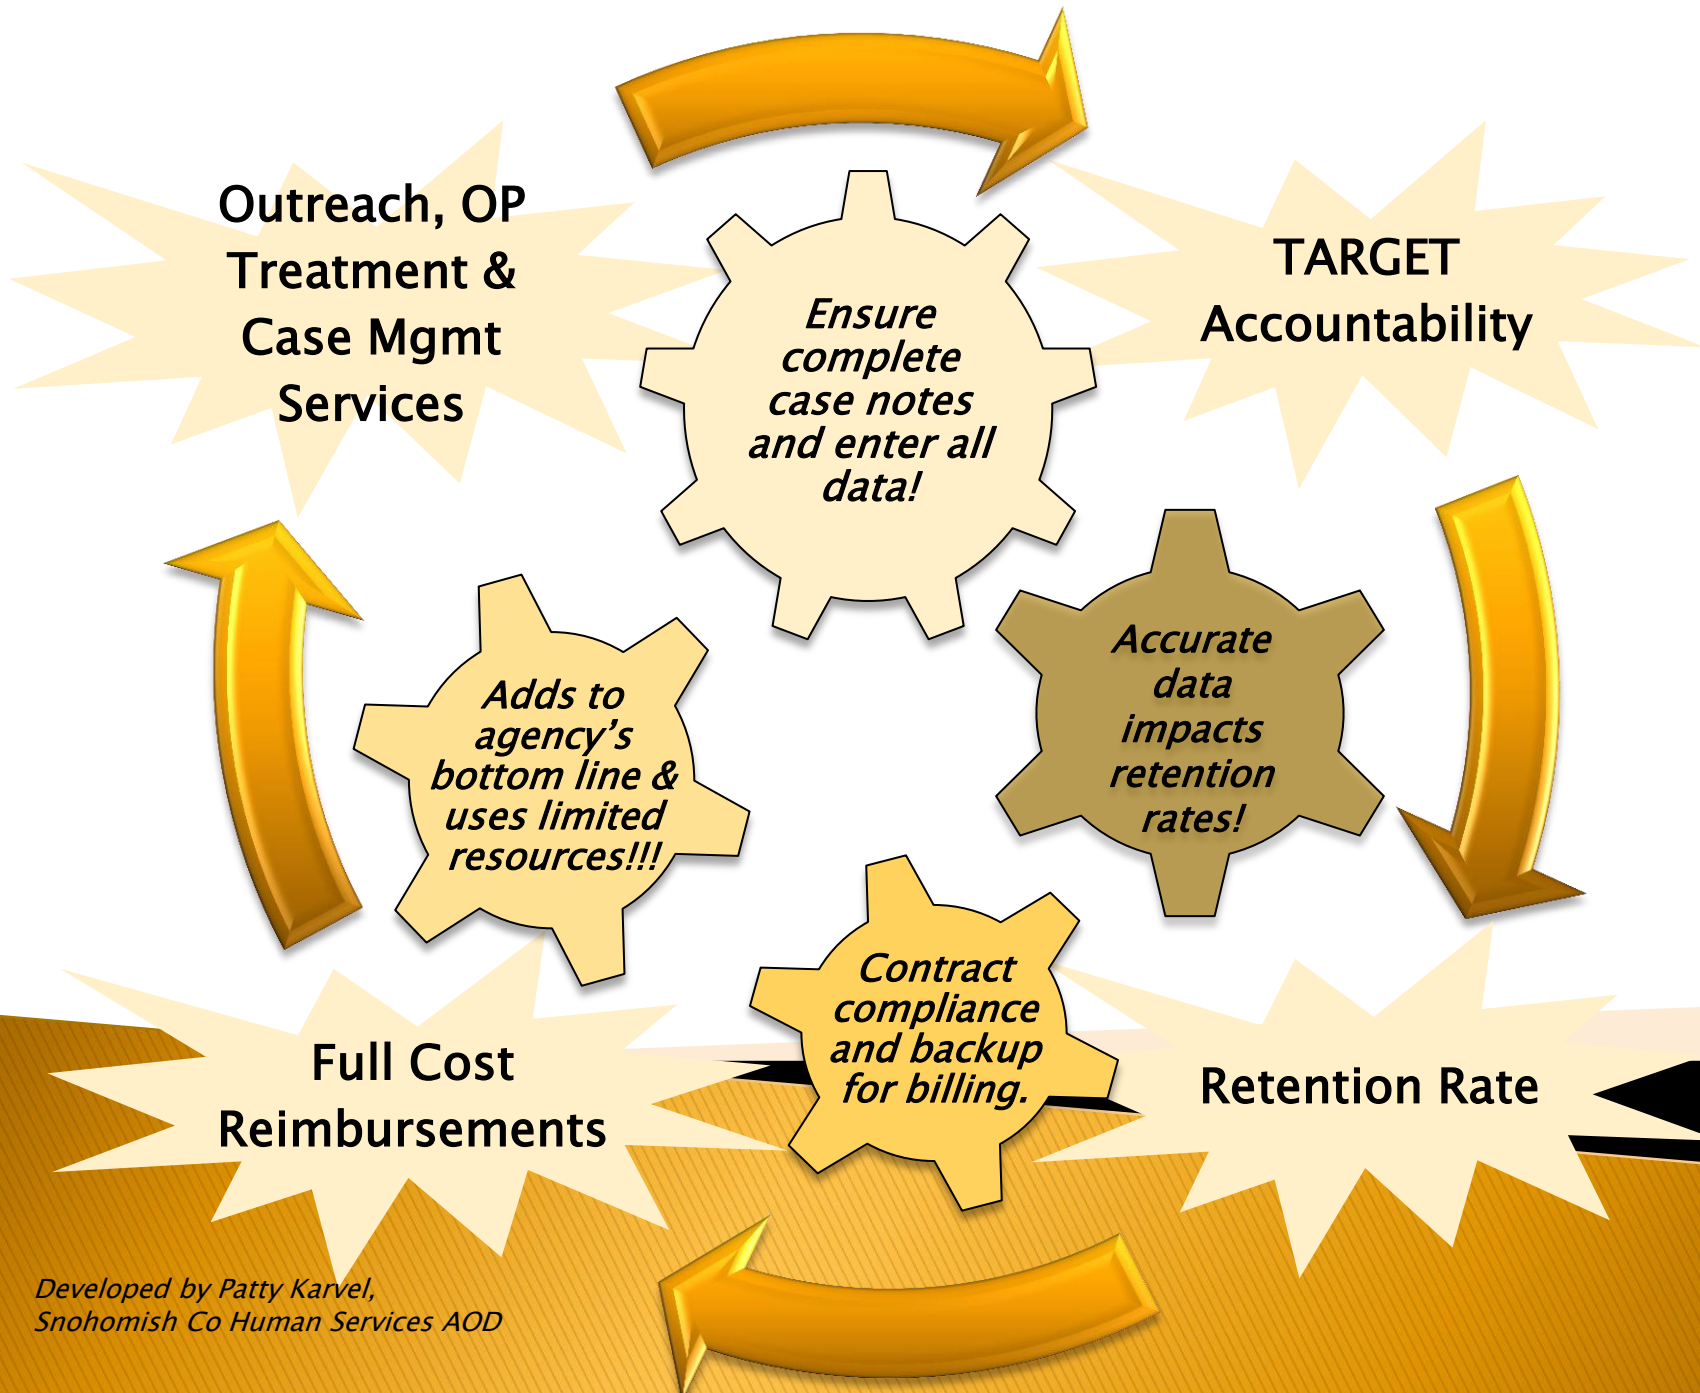 Outreach, OP
Treatment &
Case Mgmt
Services
TARGET
Accountability
Ensure
complete
case notes
and enter all
data!
Accurate
data
impacts
retention
rates!
Adds to
agency’s
bottom line &
uses limited
resources!!!
Contract
compliance
and backup
for billing.
Full Cost
Reimbursements
Retention Rate
Developed by Patty Karvel,
Snohomish Co Human Services AOD